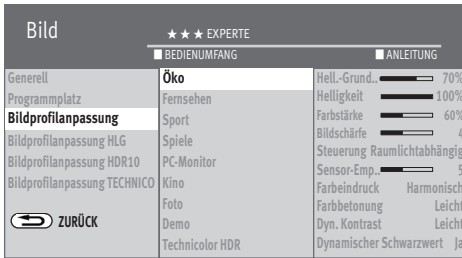 Bild
★ ★ ★ EXPERTE
BEDIENUMFANG
ANLEITUNG
Generell
Programmplatz
Bildprofilanpassung
Bildprofilanpassung HLG
Bildprofilanpassung HDR10
Bildprofilanpassung TECHNICO
ZURÜCK
Öko
Fernsehen
Sport
Spiele
PC-Monitor
Kino
Foto
Demo
Technicolor HDR
Hell.-Grund.. 70%
Helligkeit 100%
Farbstärke 60%
Bildschärfe 4
Steuerung Raumlichtabhängig
Sensor-Emp.. 5
Farbeindruck Harmonisch
Farbbetonung Leicht
Dyn. Kontrast Leicht
Dynamischer Schwarzwert Ja